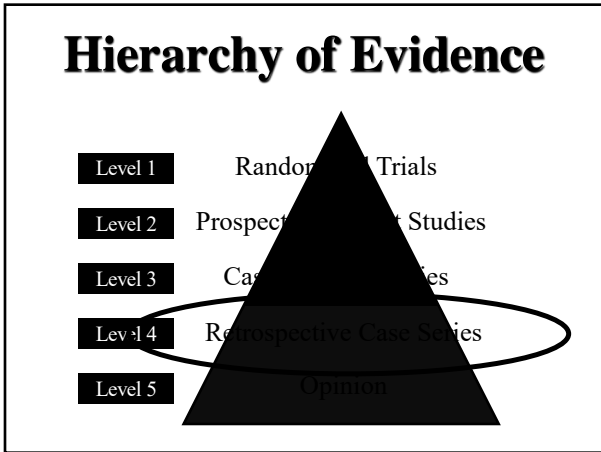 Hierarchy of Evidence
Level 1 Trials
Level 2 Studies
Level 3
Level 4 Retrospective Case Series
Level 5 Opinion